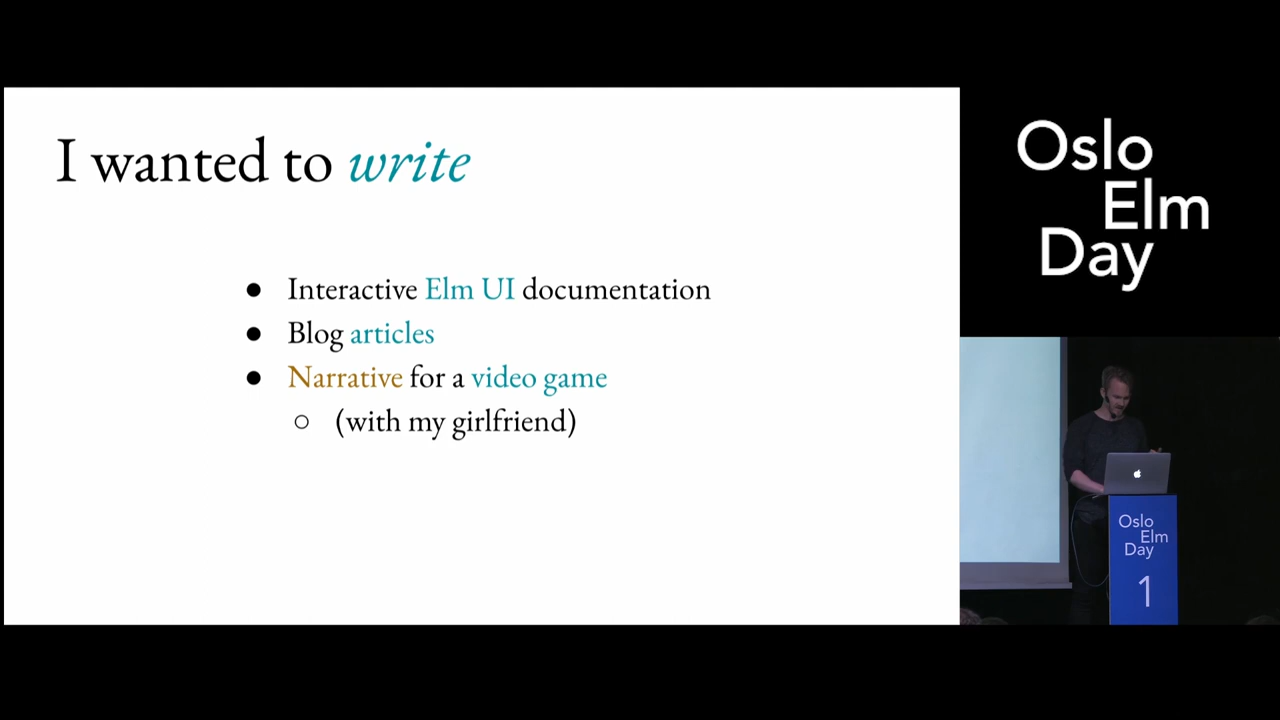 I wanted to write
● Interactive Elm UI documentation
● Blog articles
● Narrative for a video game
○ (with my girlfriend)
Oslo
Elm
Day
Oslo
Elm
Day
1